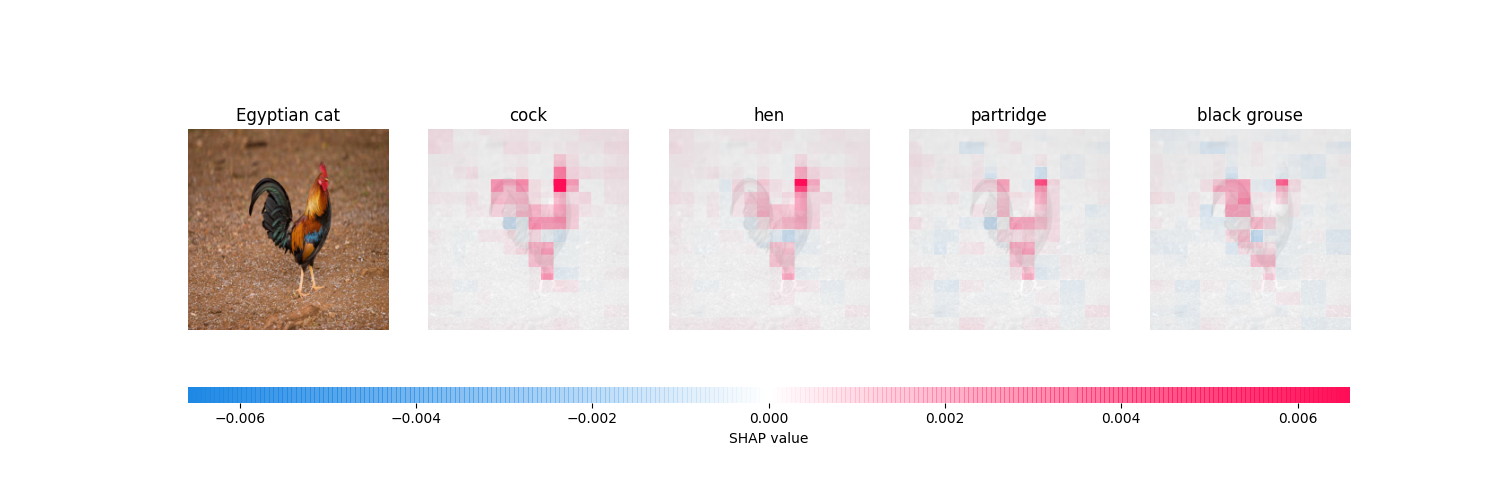 Egyptian cat
cock
hen
partridge
black grouse
−0.006
−0.004
−0.002
0.000
0.002
0.004
0.006
SHAP value